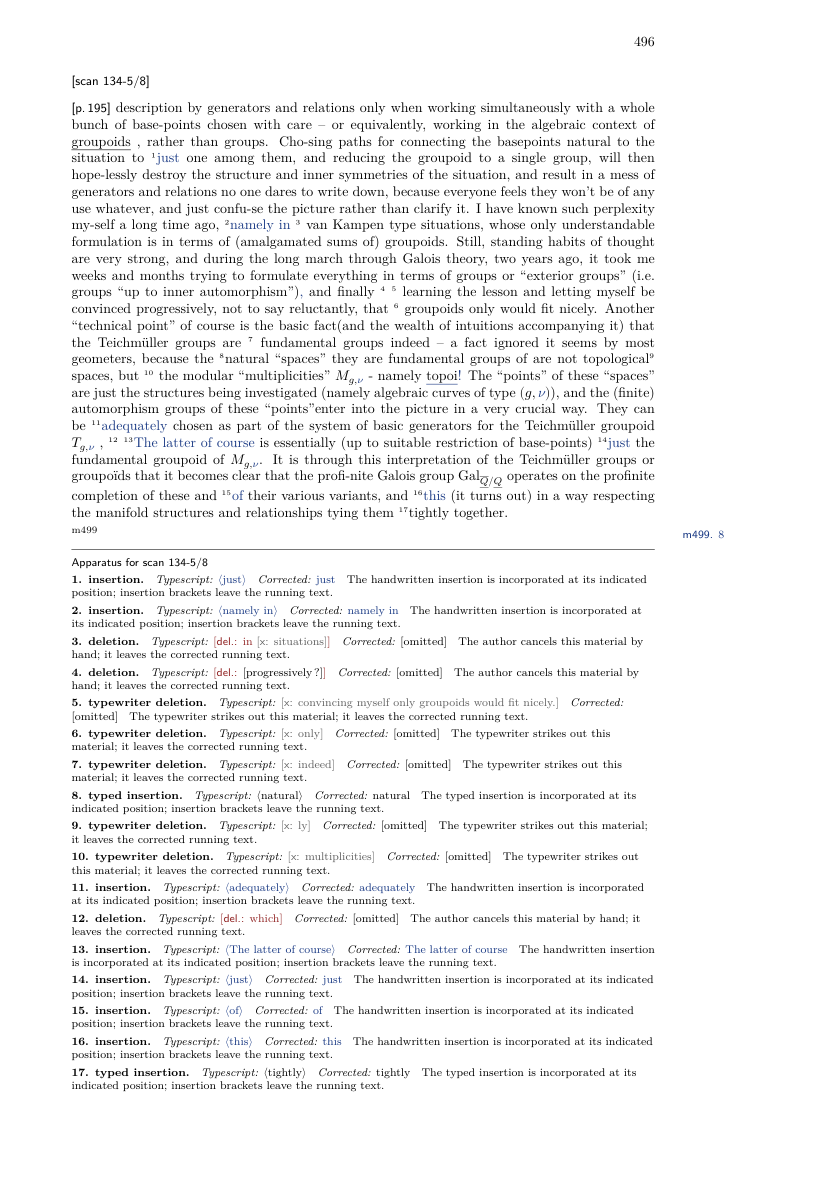 496
[scan 134-5/8]
[p. 195] description by generators and relations only when working simultaneously with a whole
bunch of base-points chosen with care – or equivalently, working in the algebraic context of
groupoids , rather than groups. Cho-sing paths for connecting the basepoints natural to the
situation to ¹just one among them, and reducing the groupoid to a single group, will then
hope-lessly destroy the structure and inner symmetries of the situation, and result in a mess of
generators and relations no one dares to write down, because everyone feels they won't be of any
use whatever, and just confu-se the picture rather than clarify it. I have known such perplexity
my-self a long time ago, ²namely in ³ van Kampen type situations, whose only understandable
formulation is in terms of (amalgamated sums of) groupoids. Still, standing habits of thought
are very strong, and during the long march through Galois theory, two years ago, it took me
weeks and months trying to formulate everything in terms of groups or “exterior groups” (i.e.
groups “up to inner automorphism”), and finally ⁴ ⁵ learning the lesson and letting myself be
convinced progressively, not to say reluctantly, that ⁶ groupoids only would fit nicely. Another
“technical point” of course is the basic fact(and the wealth of intuitions accompanying it) that
the Teichmüller groups are ⁷ fundamental groups indeed – a fact ignored it seems by most
geometers, because the ⁸natural “spaces” they are fundamental groups of are not topological⁹
spaces, but ¹⁰ the modular “multiplicities” M_{g,ν} - namely topoi! The “points” of these “spaces”
are just the structures being investigated (namely algebraic curves of type (g, ν)), and the (finite)
automorphism groups of these “points”enter into the picture in a very crucial way. They can
be ¹¹adequately chosen as part of the system of basic generators for the Teichmüller groupoid
T_{g,ν} , ¹² ¹³The latter of course is essentially (up to suitable restriction of base-points) ¹⁴just the
fundamental groupoid of M_{g,ν}. It is through this interpretation of the Teichmüller groups or
groupoïds that it becomes clear that the profi-nite Galois group Gal_{Q̅/Q} operates on the profinite
completion of these and ¹⁵of their various variants, and ¹⁶this (it turns out) in a way respecting
the manifold structures and relationships tying them ¹⁷tightly together.
m499
m499. 8
Apparatus for scan 134-5/8
1. insertion. Typescript: ⟨just⟩ Corrected: just The handwritten insertion is incorporated at its indicated
position; insertion brackets leave the running text.
2. insertion. Typescript: ⟨namely in⟩ Corrected: namely in The handwritten insertion is incorporated at
its indicated position; insertion brackets leave the running text.
3. deletion. Typescript: [del.: in [x: situations]] Corrected: [omitted] The author cancels this material by
hand; it leaves the corrected running text.
4. deletion. Typescript: [del.: [progressively?]] Corrected: [omitted] The author cancels this material by
hand; it leaves the corrected running text.
5. typewriter deletion. Typescript: [x: convincing myself only groupoids would fit nicely.] Corrected:
[omitted] The typewriter strikes out this material; it leaves the corrected running text.
6. typewriter deletion. Typescript: [x: only] Corrected: [omitted] The typewriter strikes out this
material; it leaves the corrected running text.
7. typewriter deletion. Typescript: [x: indeed] Corrected: [omitted] The typewriter strikes out this
material; it leaves the corrected running text.
8. typed insertion. Typescript: ⟨natural⟩ Corrected: natural The typed insertion is incorporated at its
indicated position; insertion brackets leave the running text.
9. typewriter deletion. Typescript: [x: ly] Corrected: [omitted] The typewriter strikes out this material;
it leaves the corrected running text.
10. typewriter deletion. Typescript: [x: multiplicities] Corrected: [omitted] The typewriter strikes out
this material; it leaves the corrected running text.
11. insertion. Typescript: ⟨adequately⟩ Corrected: adequately The handwritten insertion is incorporated
at its indicated position; insertion brackets leave the running text.
12. deletion. Typescript: [del.: which] Corrected: [omitted] The author cancels this material by hand; it
leaves the corrected running text.
13. insertion. Typescript: ⟨The latter of course⟩ Corrected: The latter of course The handwritten insertion
is incorporated at its indicated position; insertion brackets leave the running text.
14. insertion. Typescript: ⟨just⟩ Corrected: just The handwritten insertion is incorporated at its indicated
position; insertion brackets leave the running text.
15. insertion. Typescript: ⟨of⟩ Corrected: of The handwritten insertion is incorporated at its indicated
position; insertion brackets leave the running text.
16. insertion. Typescript: ⟨this⟩ Corrected: this The handwritten insertion is incorporated at its indicated
position; insertion brackets leave the running text.
17. typed insertion. Typescript: ⟨tightly⟩ Corrected: tightly The typed insertion is incorporated at its
indicated position; insertion brackets leave the running text.